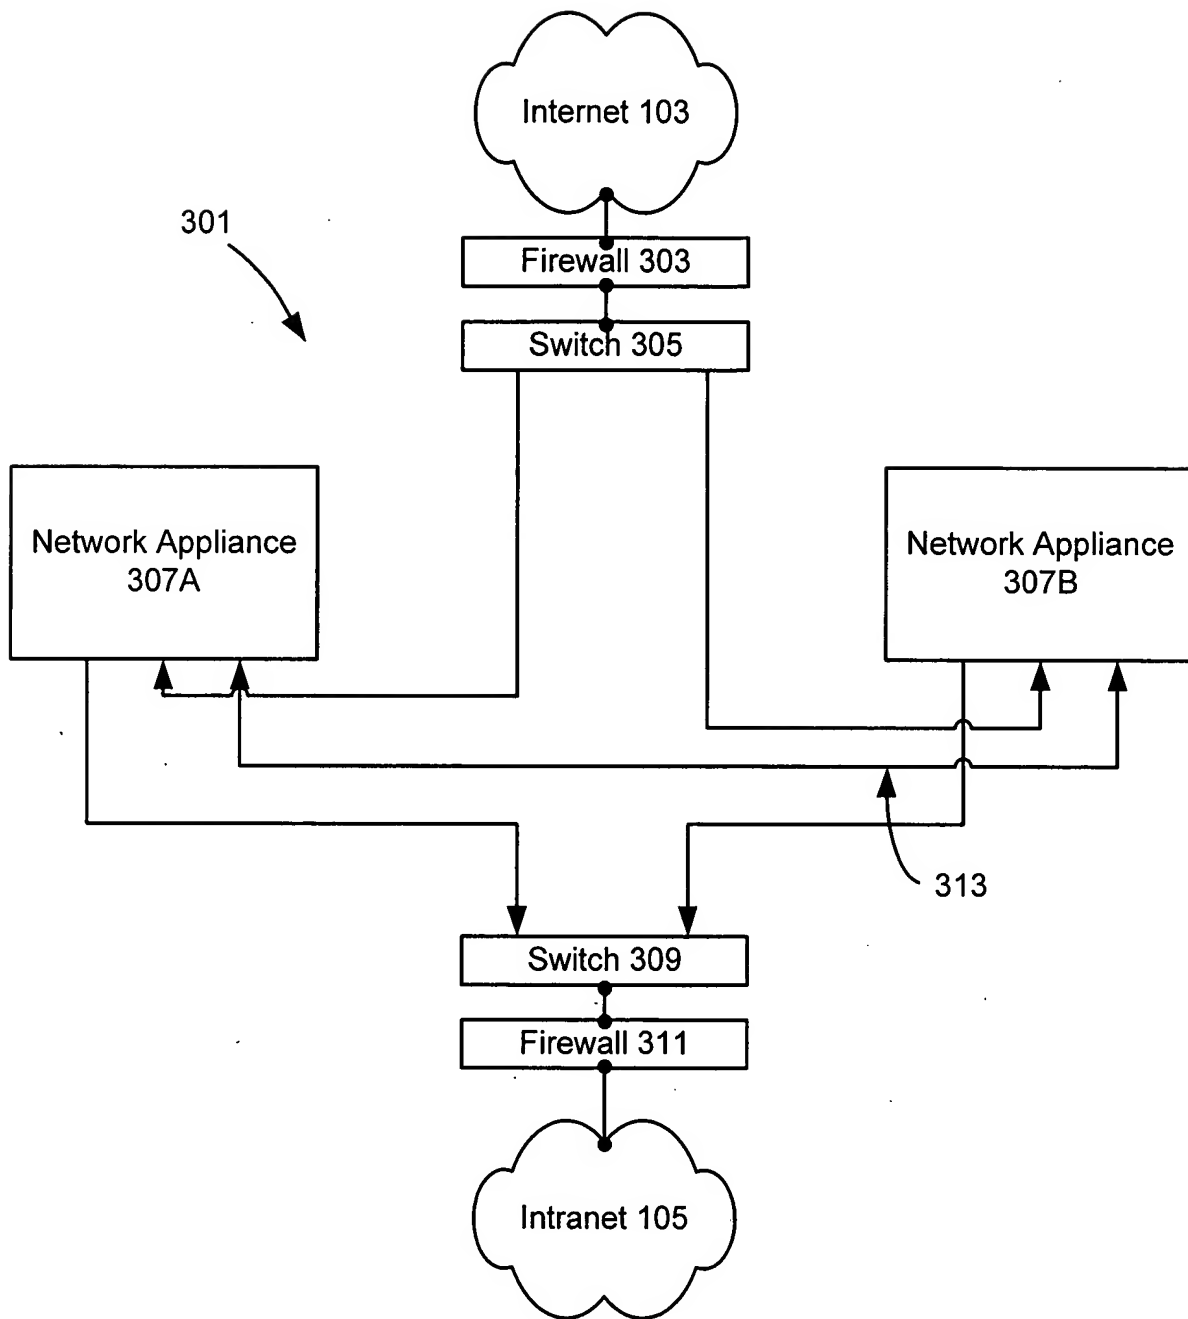 Internet 103
301
Firewall 303
Switch 305
Network Appliance
307A
Network Appliance
307B
313
Switch 309
Firewall 311
Intranet 105